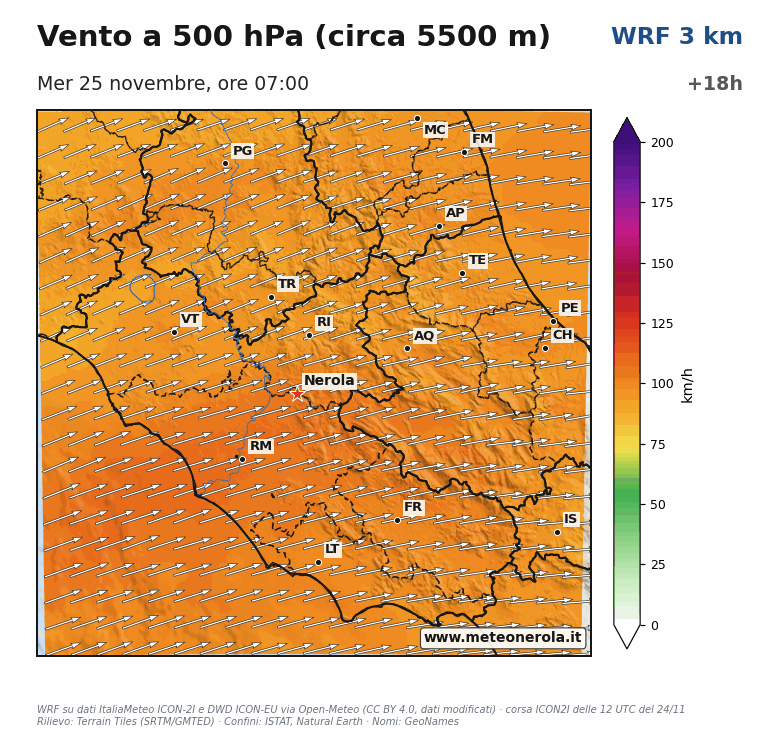 Vento a 500 hPa (circa 5500 m)
WRF 3 km
Mer 25 novembre, ore 07:00
+18h
MC
FM
PG
AP
TE
TR
PE
VT
RI
AQ
CH
Nerola
RM
FR
IS
LT
www.meteonerola.it
200
175
150
125
100
75
50
25
0
km/h
WRF su dati ItaliaMeteo ICON-2I e DWD ICON-EU via Open-Meteo (CC BY 4.0, dati modificati) · corsa ICON2I delle 12 UTC del 24/11
Rilievo: Terrain Tiles (SRTM/GMTED) · Confini: ISTAT, Natural Earth · Nomi: GeoNames